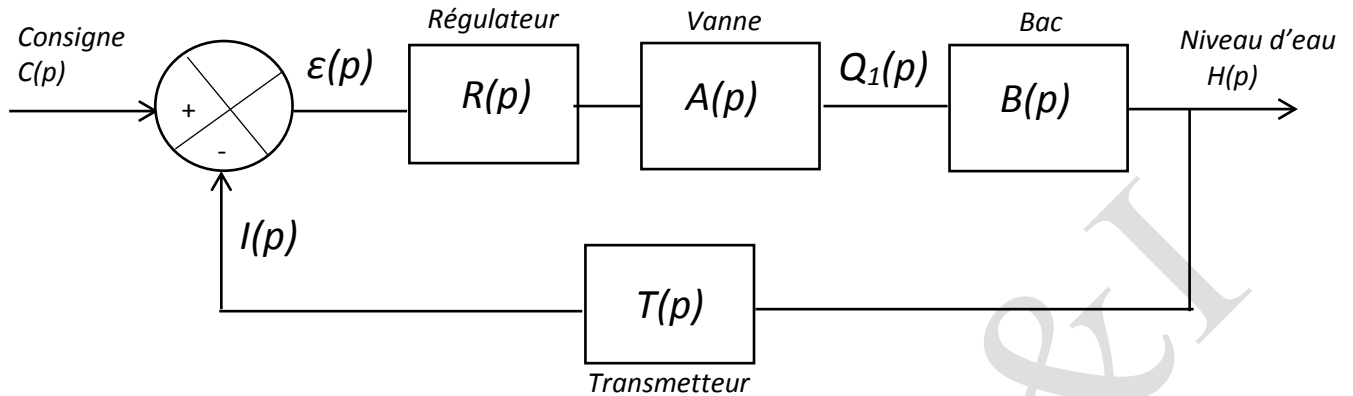 Consigne
C(p)
+
-
ε(p)
Régulateur
R(p)
Vanne
A(p)
Q₁(p)
Bac
B(p)
Niveau d'eau
H(p)
I(p)
T(p)
Transmetteur
&I